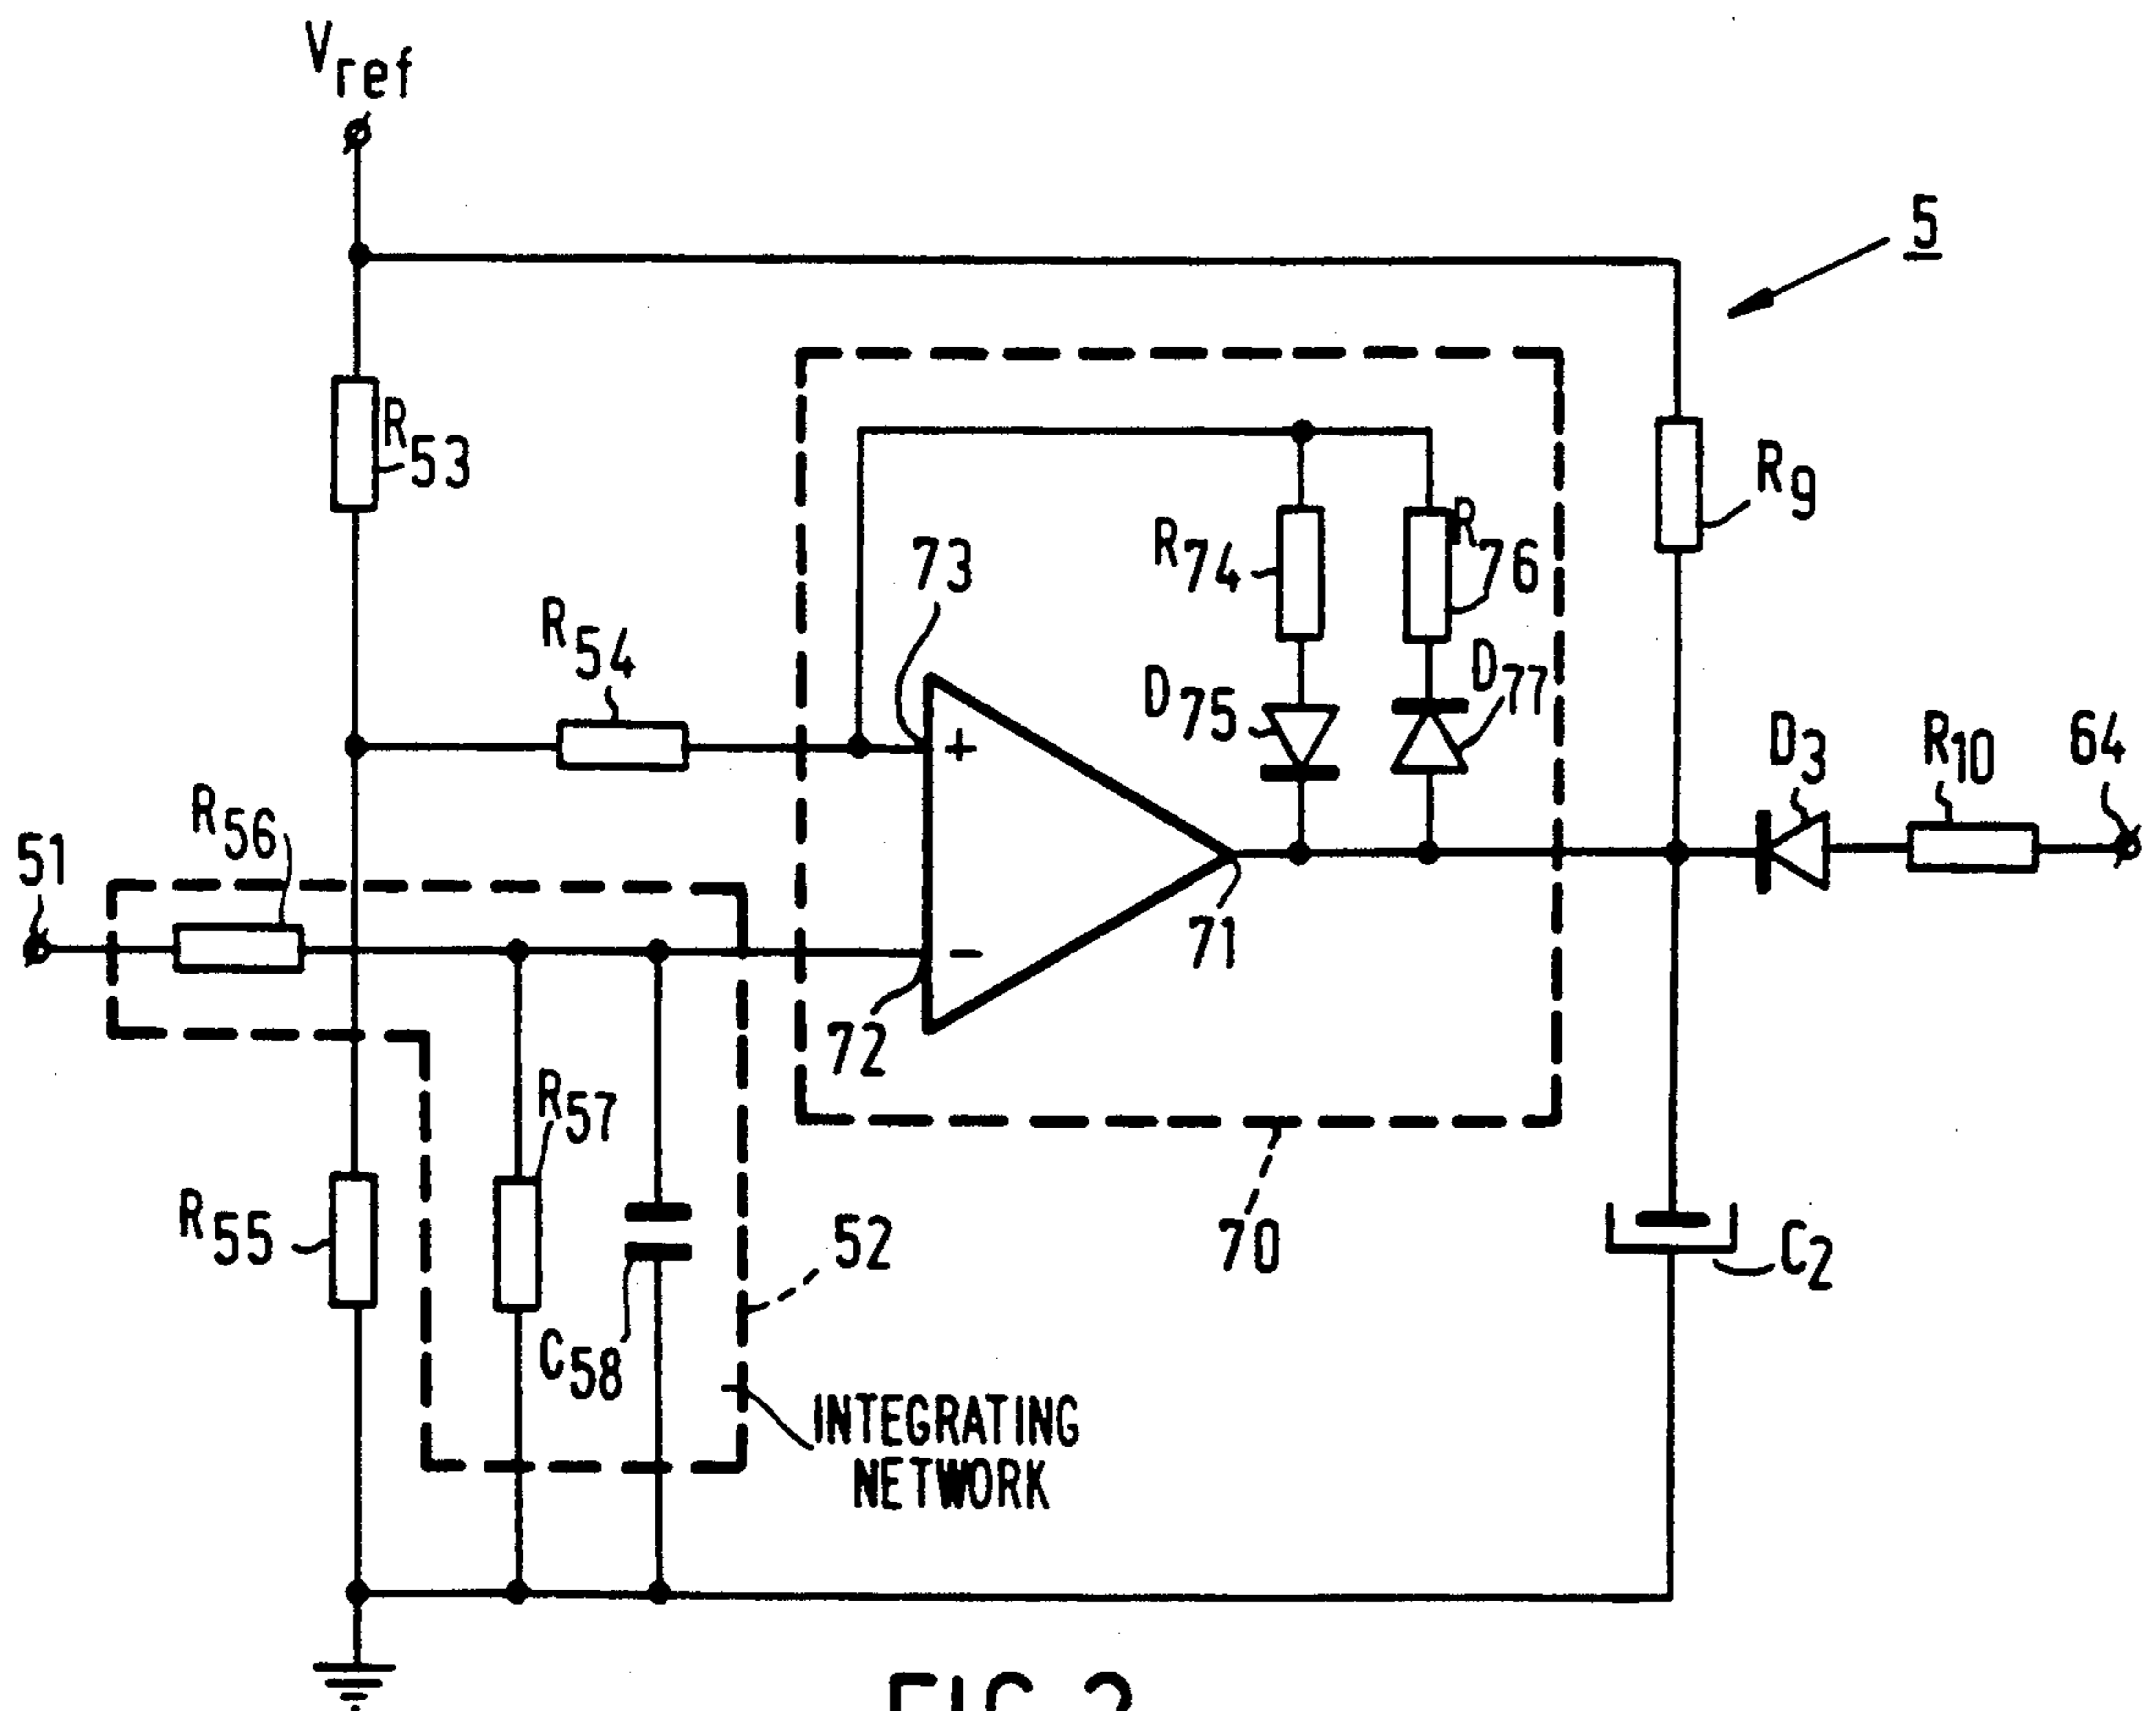 Vref
5
R53
R9
73
R74
R76
R54
D75
D77
D3
R10
64
R56
51
+
-
71
72
R57
R55
52
70
C2
C58
INTEGRATING
NETWORK